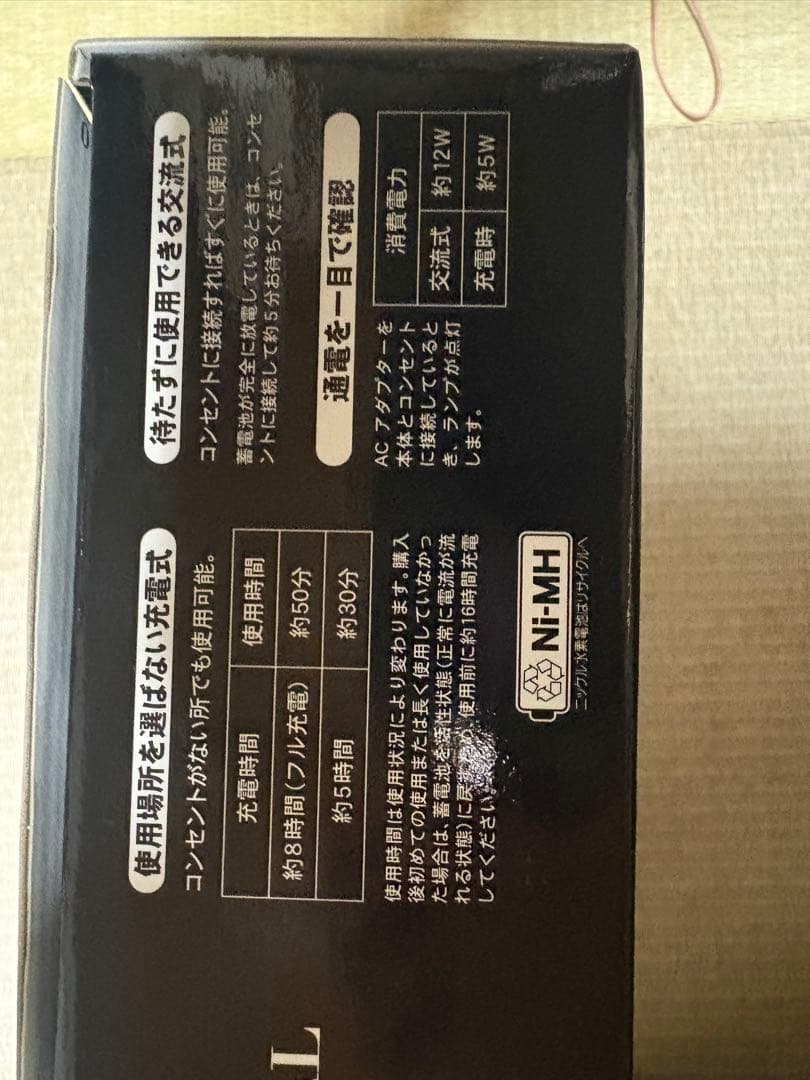 使用場所を選ばない充電式
コンセントがない所でも使用可能。
充電時間 使用時間
約8時間(フル充電) 約50分
約5時間 約30分
使用時間は使用状況により変わります。購入
後初めての使用または長く使用していなかっ
た場合は、蓄電池を活性状態(正常に電流が流
れる状態)に戻 使用前に約16時間充電
してください
Ni-MH
ニッケル水素電池はリサイクルへ
待たずに使用できる交流式
コンセントに接続すればすぐに使用可能。
蓄電池が完全に放電しているときは、コンセ
ントに接続して約5分お待ちください。
通電を一目で確認
ACアダプターを
本体とコンセント
に接続していると
き、ランプが点灯
します。
消費電力
交流式 約12W
充電時 約5W